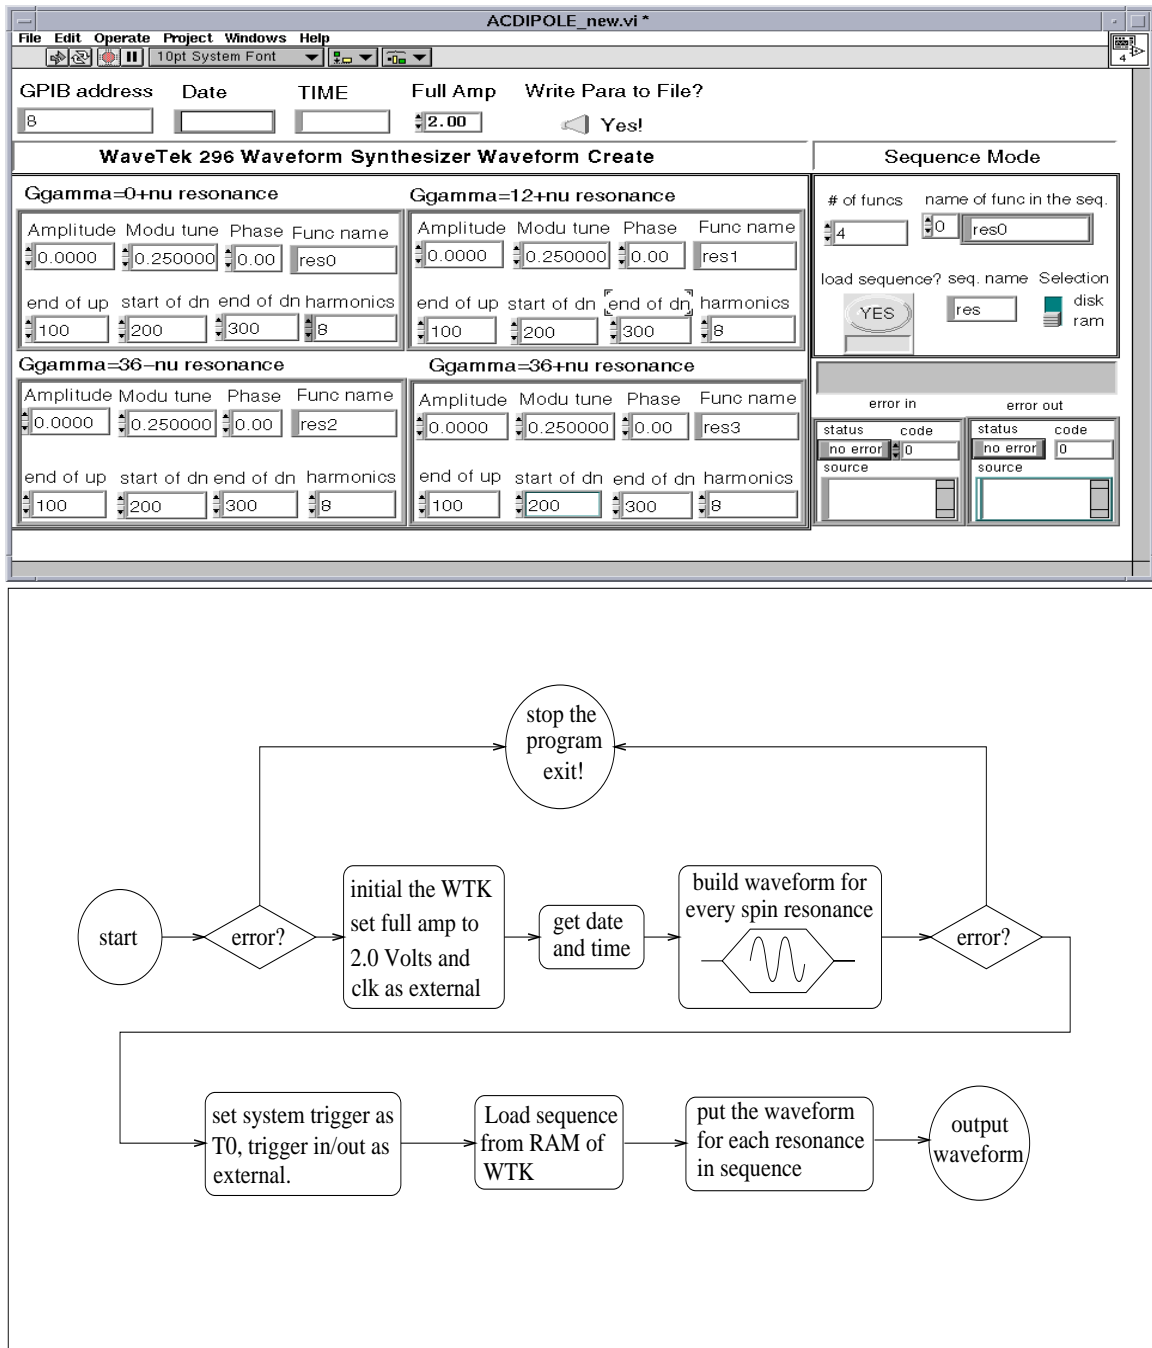 ACDIPOLE_new.vi *
File Edit Operate Project Windows Help
10pt System Font
4
GPIB address Date TIME Full Amp Write Para to File?
8 2.00 Yes!
WaveTek 296 Waveform Synthesizer Waveform Create
Sequence Mode
Ggamma=0+nu resonance
Amplitude Modu tune Phase Func name
0.0000 0.250000 0.00 res0
end of up start of dn end of dn harmonics
100 200 300 8
Ggamma=12+nu resonance
Amplitude Modu tune Phase Func name
0.0000 0.250000 0.00 res1
end of up start of dn end of dn harmonics
100 200 300 8
Ggamma=36−nu resonance
Amplitude Modu tune Phase Func name
0.0000 0.250000 0.00 res2
end of up start of dn end of dn harmonics
100 200 300 8
Ggamma=36+nu resonance
Amplitude Modu tune Phase Func name
0.0000 0.250000 0.00 res3
end of up start of dn end of dn harmonics
100 200 300 8
# of funcs name of func in the seq.
4 0 res0
load sequence? seq. name Selection
YES res disk
ram
error in error out
status code
no error 0
source
status code
no error 0
source
stop the
program
exit!
start
error?
initial the WTK
set full amp to
2.0 Volts and
clk as external
get date
and time
build waveform for
every spin resonance
error?
set system trigger as
T0, trigger in/out as
external.
Load sequence
from RAM of
WTK
put the waveform
for each resonance
in sequence
output
waveform